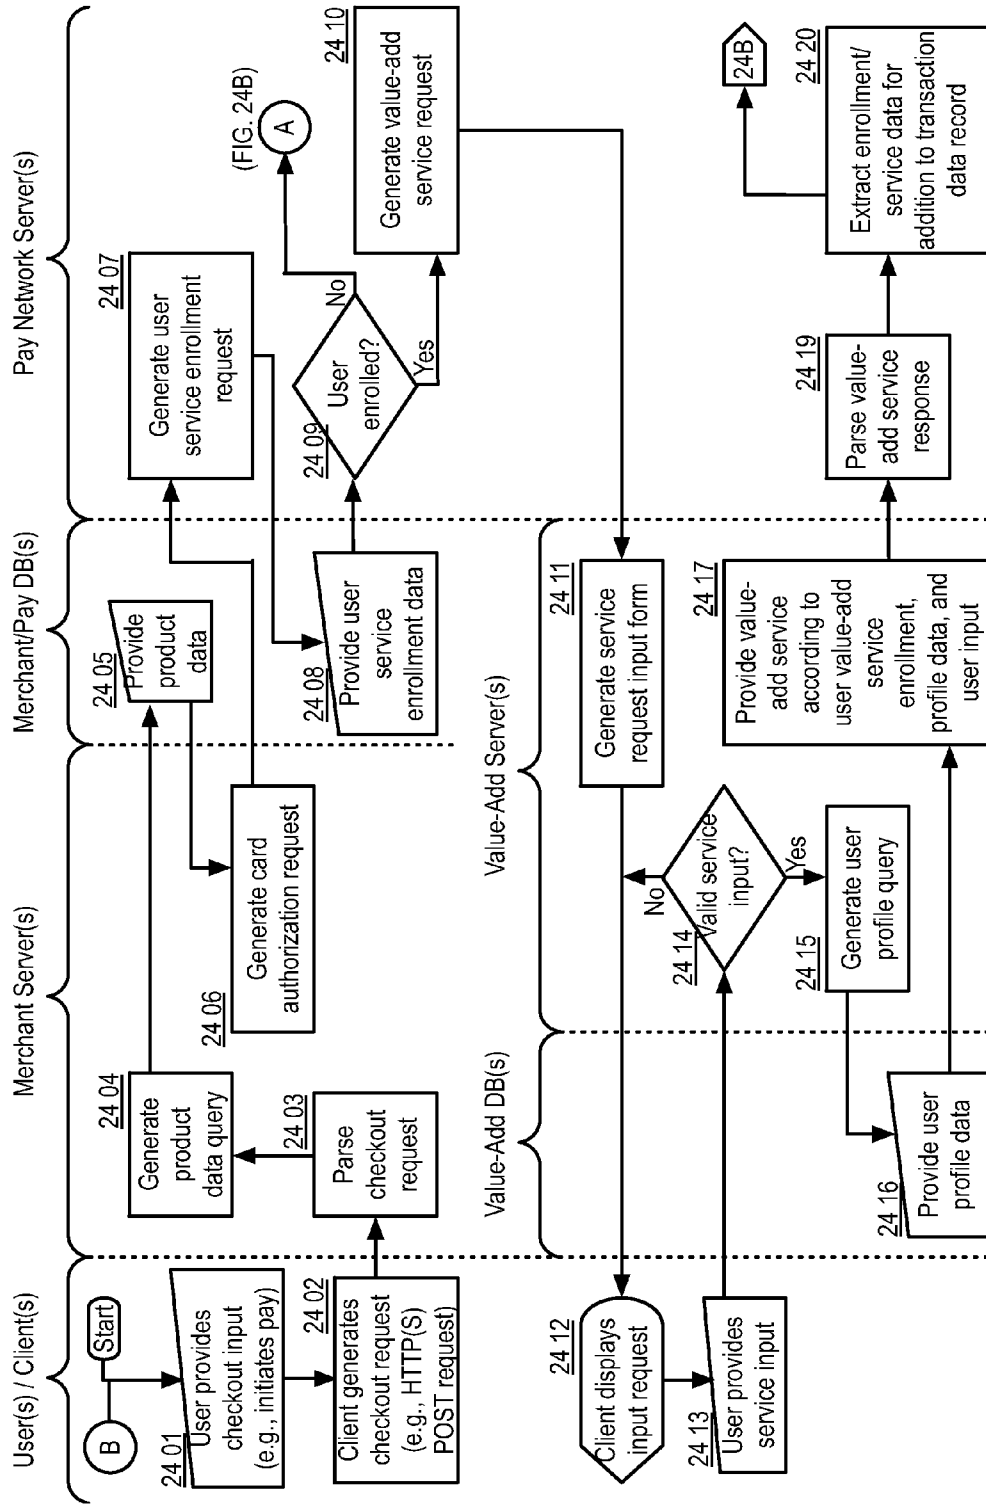 User(s) / Client(s)
Merchant Server(s)
Merchant/Pay DB(s)
Pay Network Server(s)
B
Start
24 01
User provides
checkout input
(e.g., initiates pay)
24 02
Client generates
checkout request
(e.g., HTTP(S)
POST request)
24 03
Parse
checkout
request
24 04
Generate
product
data query
24 05
Provide
product
data
24 06
Generate card
authorization request
24 07
Generate user
service enrollment
request
24 08
Provide user
service
enrollment data
24 09
User
enrolled?
No
Yes
(FIG. 24B)
A
24 10
Generate value-add
service request
Value-Add DB(s)
Value-Add Server(s)
24 11
Generate service
request input form
24 12
Client displays
input request
24 13
User provides
service input
24 14
Valid service
input?
No
Yes
24 15
Generate user
profile query
24 16
Provide user
profile data
24 17
Provide value-
add service
according to
user value-add
service
enrollment,
profile data, and
user input
24 19
Parse value-
add service
response
24 20
Extract enrollment/
service data for
addition to transaction
data record
24B